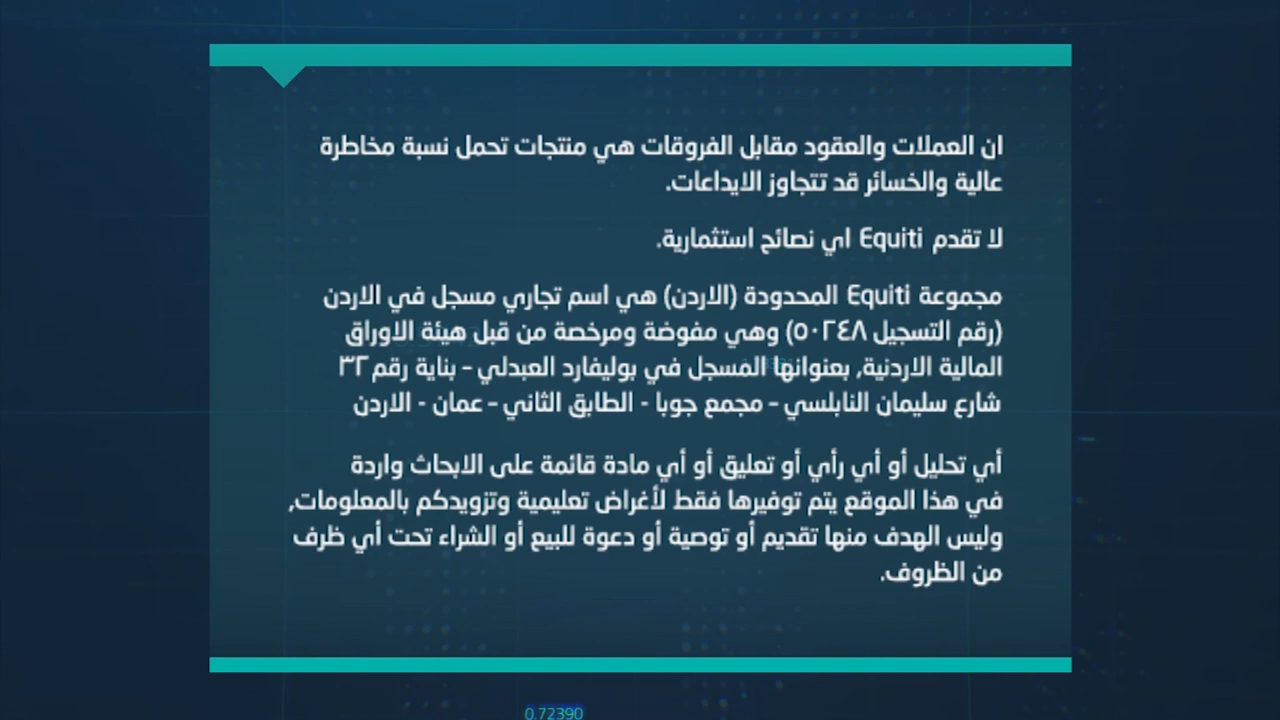 ان العملات والعقود مقابل الفروقات هي منتجات تحمل نسبة مخاطرة
عالية والخسائر قد تتجاوز الايداعات.
لا تقدم Equiti اي نصائح استثمارية.
مجموعة Equiti المحدودة (الاردن) هي اسم تجاري مسجل في الاردن
(رقم التسجيل ٥٠٢٤٨) وهي مفوضة ومرخصة من قبل هيئة الاوراق
المالية الاردنية, بعنوانها المسجل في بوليفارد العبدلي - بناية رقم ٣٢
شارع سليمان النابلسي - مجمع جوبا - الطابق الثاني - عمان - الاردن
أي تحليل أو أي رأي أو تعليق أو أي مادة قائمة على الابحاث واردة
في هذا الموقع يتم توفيرها فقط لأغراض تعليمية وتزويدكم بالمعلومات,
وليس الهدف منها تقديم أو توصية أو دعوة للبيع أو الشراء تحت أي ظرف
من الظروف.
0.72390